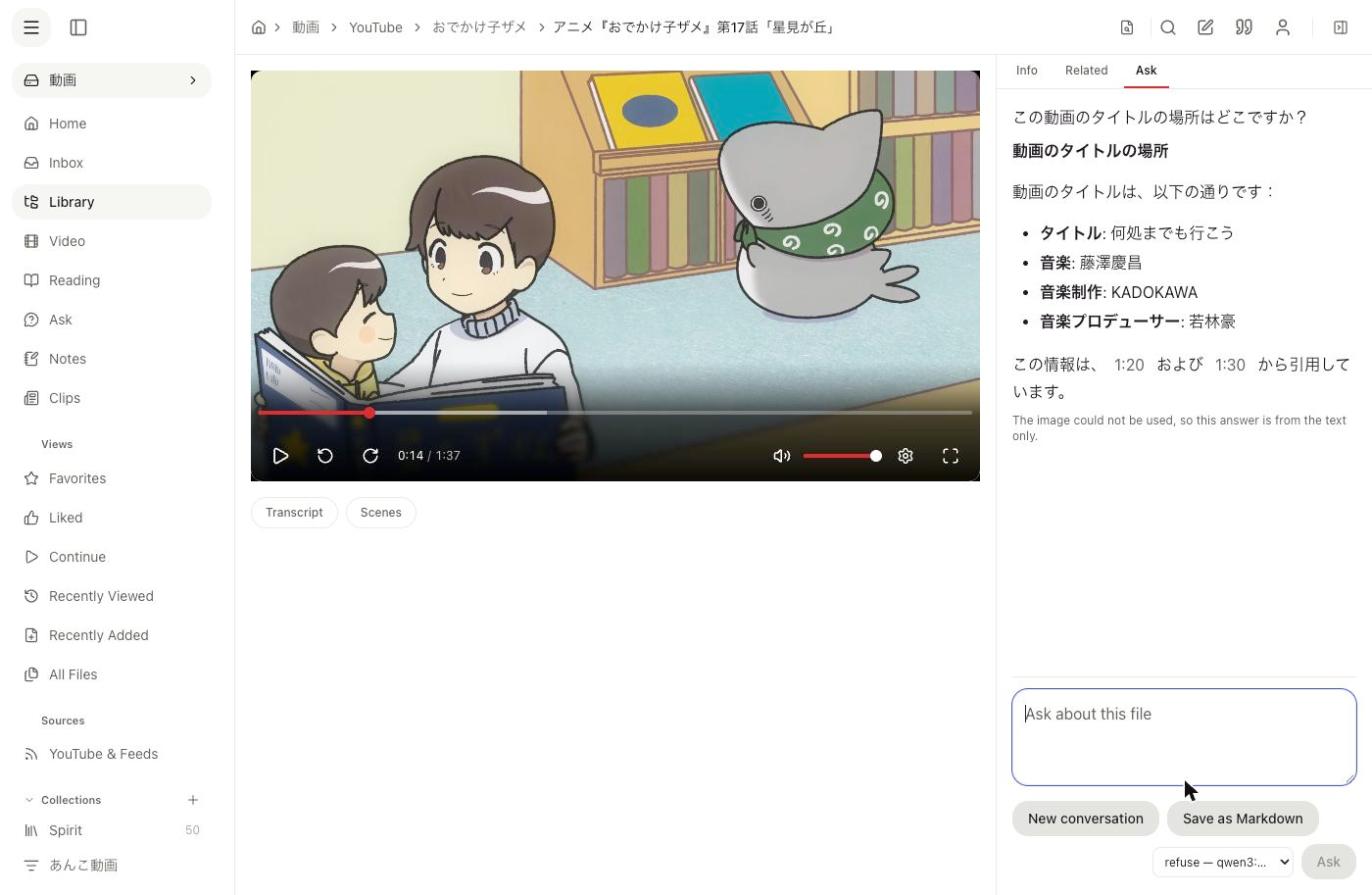 動画
YouTube
おでかけ子ザメ
アニメ『おでかけ子ザメ』第17話「星見が丘」
動画
Home
Inbox
Library
Video
Reading
Ask
Notes
Clips
Views
Favorites
Liked
Continue
Recently Viewed
Recently Added
All Files
Sources
YouTube & Feeds
Collections
Spirit 50
あんこ動画
0:14 / 1:37
Transcript
Scenes
Info Related Ask
この動画のタイトルの場所はどこですか？
動画のタイトルの場所
動画のタイトルは、以下の通りです：
• タイトル: 何処までも行こう
• 音楽: 藤澤慶昌
• 音楽制作: KADOKAWA
• 音楽プロデューサー: 若林豪
この情報は、 1:20 および 1:30 から引用して
います。
The image could not be used, so this answer is from the text
only.
Ask about this file
New conversation
Save as Markdown
refuse — qwen3:...
Ask